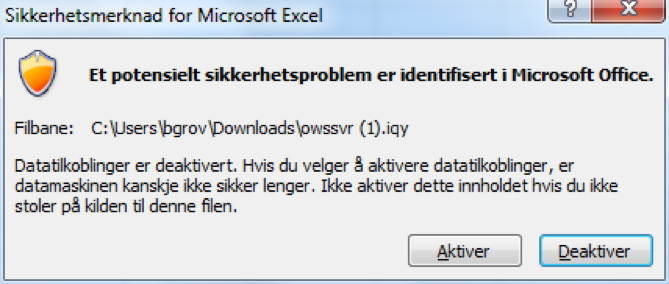 Sikkerhetsmerknad for Microsoft Excel
Et potensielt sikkerhetsproblem er identifisert i Microsoft Office.
Filbane: C:\Users\bgrov\Downloads\owssvr (1).iqy
Datatilkoblinger er deaktivert. Hvis du velger å aktivere datatilkoblinger, er
datamaskinen kanskje ikke sikker lenger. Ikke aktiver dette innholdet hvis du ikke
stoler på kilden til denne filen.
Aktiver Deaktiver